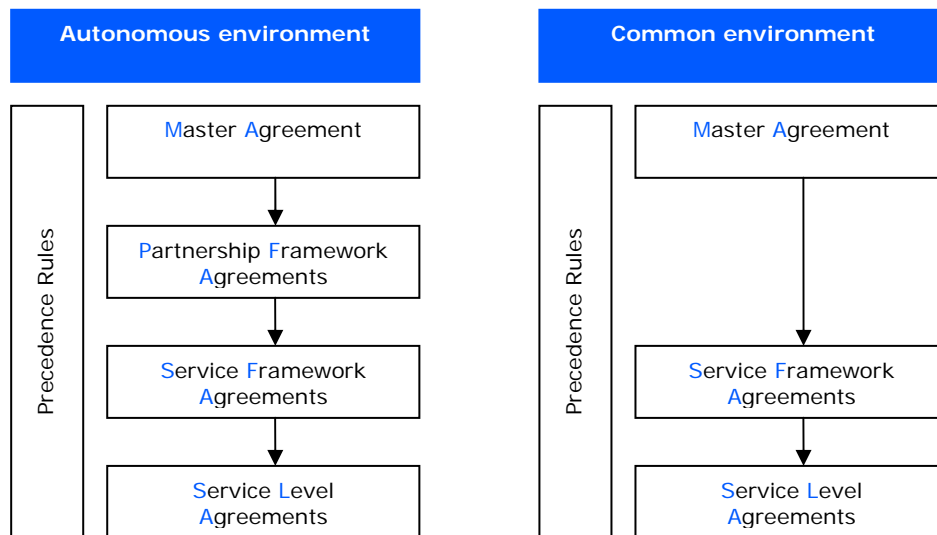 Autonomous environment
Precedence Rules
Master Agreement
Partnership Framework
Agreements
Service Framework
Agreements
Service Level
Agreements
Common environment
Precedence Rules
Master Agreement
Service Framework
Agreements
Service Level
Agreements